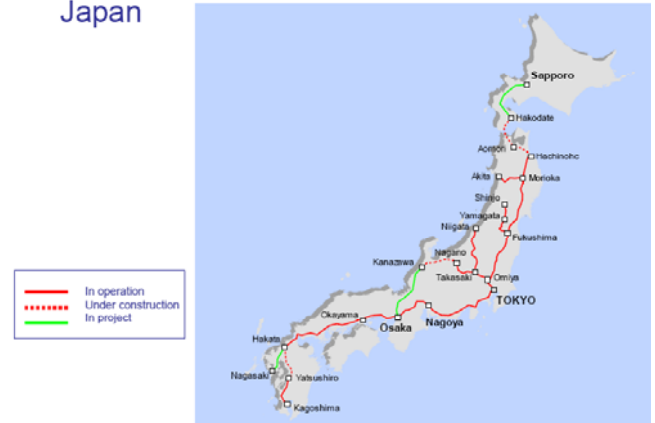 Japan
Sapporo
Hakodate
Aomori
Hachinohe
Akita
Morioka
Shinjo
Yamagata
Niigata
Fukushima
Nagano
Kanazawa
Takasaki
Omiya
TOKYO
In operation
Under construction
In project
Okayama
Osaka
Nagoya
Hakata
Nagasaki
Yatsushiro
Kagoshima